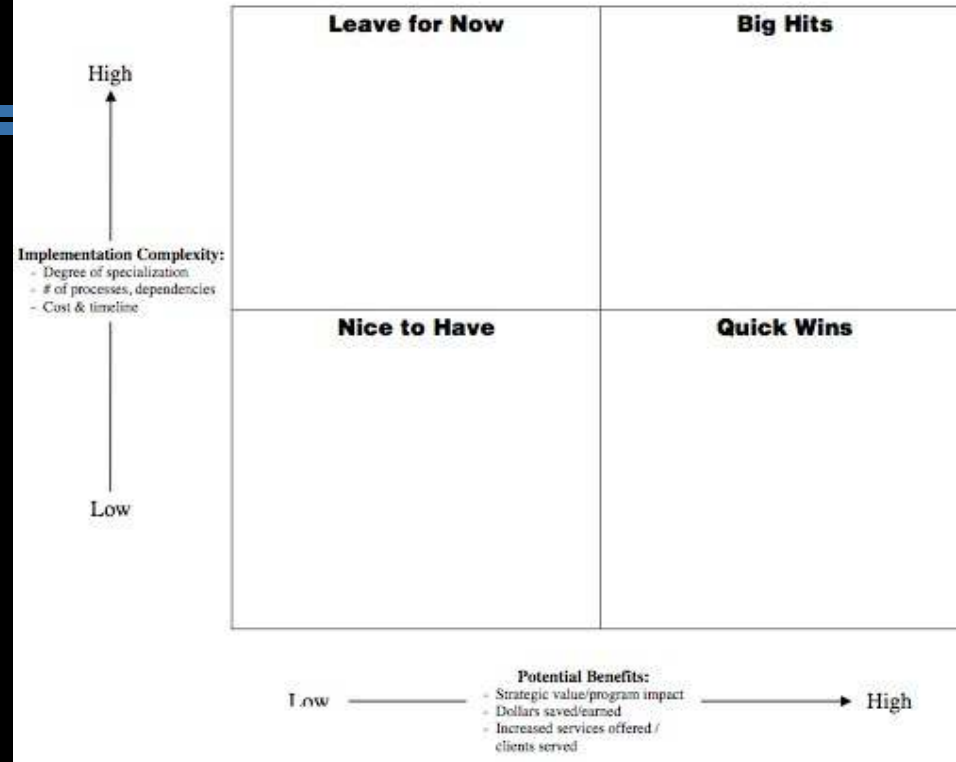 Leave for Now
Big Hits
High
Implementation Complexity:
- Degree of specialization
- # of processes, dependencies
- Cost & timeline
Nice to Have
Quick Wins
Low
Potential Benefits:
Low
- Strategic value/program impact
- Dollars saved/earned
- Increased services offered /
clients served
High